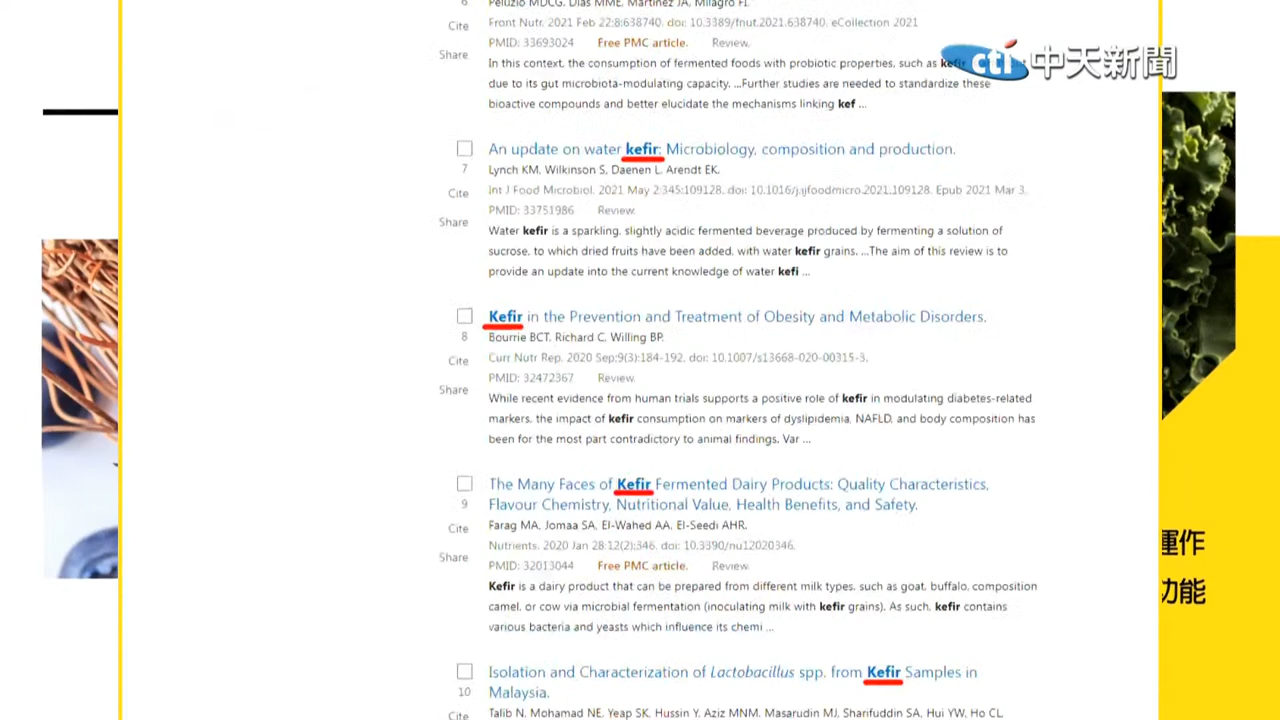 6
Peluzio MDCG, Dias MME, Martinez JA, Milagro FI.
Cite
Front Nutr. 2021 Feb 22;8:638740. doi: 10.3389/fnut.2021.638740. eCollection 2021
PMID: 33693024 Free PMC article. Review.
Share
In this context, the consumption of fermented foods with probiotic properties, such as kefir
due to its gut microbiota-modulating capacity. ...Further studies are needed to standardize these
bioactive compounds and better elucidate the mechanisms linking kef ...
cti 中天新聞
An update on water kefir: Microbiology, composition and production.
7
Lynch KM, Wilkinson S, Daenen L, Arendt EK.
Cite
Int J Food Microbiol. 2021 May 2;345:109128. doi: 10.1016/j.ijfoodmicro.2021.109128. Epub 2021 Mar 3.
PMID: 33751986 Review.
Share
Water kefir is a sparkling, slightly acidic fermented beverage produced by fermenting a solution of
sucrose, to which dried fruits have been added, with water kefir grains. ...The aim of this review is to
provide an update into the current knowledge of water kefi ...
Kefir in the Prevention and Treatment of Obesity and Metabolic Disorders.
8
Bourrie BCT, Richard C, Willing BP.
Cite
Curr Nutr Rep. 2020 Sep;9(3):184-192. doi: 10.1007/s13668-020-00315-3.
PMID: 32472367 Review.
Share
While recent evidence from human trials supports a positive role of kefir in modulating diabetes-related
markers, the impact of kefir consumption on markers of dyslipidemia, NAFLD, and body composition has
been for the most part contradictory to animal findings. Var ...
The Many Faces of Kefir Fermented Dairy Products: Quality Characteristics,
Flavour Chemistry, Nutritional Value, Health Benefits, and Safety.
9
Farag MA, Jomaa SA, El-Wahed AA, El-Seedi AHR.
Cite
Nutrients. 2020 Jan 28;12(2):346. doi: 10.3390/nu12020346.
PMID: 32013044 Free PMC article. Review
Share
Kefir is a dairy product that can be prepared from different milk types, such as goat, buffalo, composition
camel, or cow via microbial fermentation (inoculating milk with kefir grains). As such, kefir contains
various bacteria and yeasts which influence its chemi ...
運作
功能
Isolation and Characterization of Lactobacillus spp. from Kefir Samples in
Malaysia.
10
Talib N, Mohamad NE, Yeap SK, Hussin Y, Aziz MNM, Masarudin MJ, Sharifuddin SA, Hui YW, Ho CL,
Cite